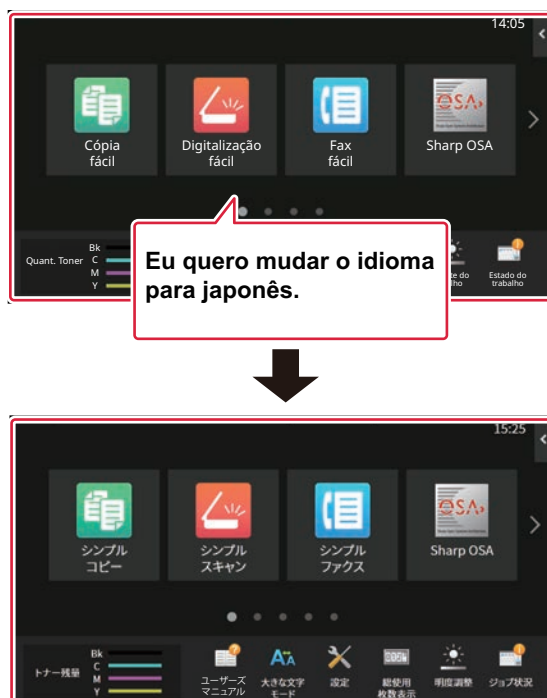 14:05
Cópia
fácil
Digitalização
fácil
Fax
fácil
Sharp OSA
OSA
Quant. Toner
Bk
C
M
Y
Eu quero mudar o idioma
para japonês.
Estado do
trabalho
15:25
シンプル
コピー
シンプル
スキャン
シンプル
ファクス
Sharp OSA
OSA
トナー残量
Bk
C
M
Y
ユーザーズ
マニュアル
大きな文字
モード
設定
総使用
枚数表示
明度調整
ジョブ状況